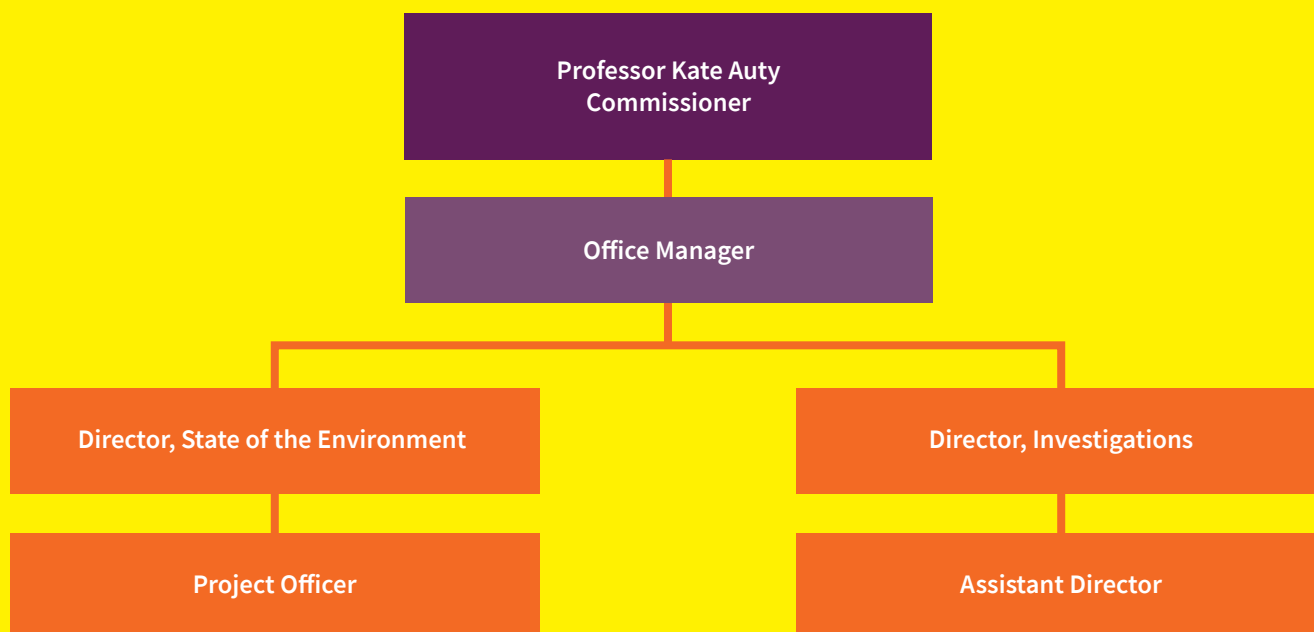 Professor Kate Auty
Commissioner
Office Manager
Director, State of the Environment
Director, Investigations
Project Officer
Assistant Director